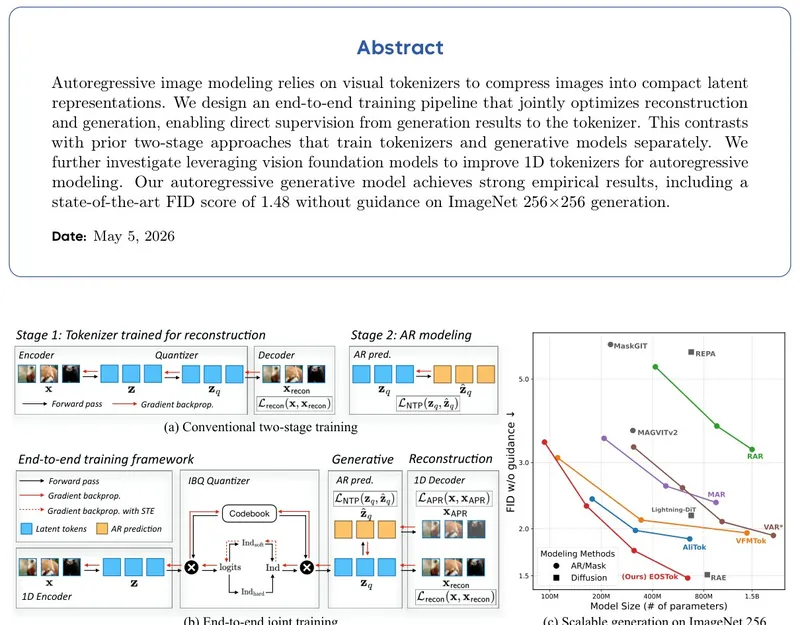 Abstract
Autoregressive image modeling relies on visual tokenizers to compress images into compact latent
representations. We design an end-to-end training pipeline that jointly optimizes reconstruction
and generation, enabling direct supervision from generation results to the tokenizer. This contrasts
with prior two-stage approaches that train tokenizers and generative models separately. We
further investigate leveraging vision foundation models to improve 1D tokenizers for autoregressive
modeling. Our autoregressive generative model achieves strong empirical results, including a
state-of-the-art FID score of 1.48 without guidance on ImageNet 256×256 generation.
Date: May 5, 2026
Stage 1: Tokenizer trained for reconstruction
Encoder
Quantizer
Decoder
x
z
z_q
x_recon
Forward pass
Gradient backprop.
L_recon(x, x_recon)
Stage 2: AR modeling
AR pred.
z_q
ẑ_q
L_NTP(z_q, ẑ_q)
(a) Conventional two-stage training
End-to-end training framework
Generative
Reconstruction
Forward pass
Gradient backprop.
Gradient backprop. with STE
Latent tokens
AR prediction
x
z
1D Encoder
IBQ Quantizer
Codebook
Ind_soft
logits
Ind
Ind_hard
AR pred.
L_NTP(z_q, ẑ_q)
ẑ_q
z_q
1D Decoder
L_APR(x, x_APR)
x_APR
x_recon
L_recon(x, x_recon)
(b) End-to-end joint training
FID w/o guidance ↓
5.0
3.0
2.0
1.5
MaskGIT
REPA
MAGVITv2
RAR
MAR
Lightning-DiT
VAR*
VFMTok
AliTok
(Ours) EOSTok
RAE
Modeling Methods
AR/Mask
Diffusion
100M
200M
400M
800M
1.5B
Model Size (# of parameters)
(c) Scalable generation on ImageNet 256